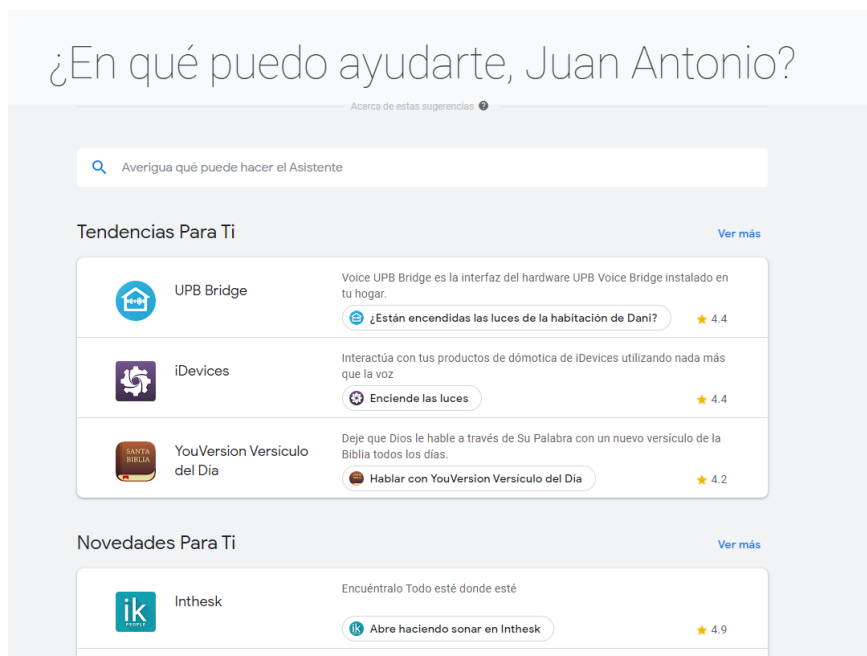 ¿En qué puedo ayudarte, Juan Antonio?
Acerca de estas sugerencias ?
Averigua qué puede hacer el Asistente
Tendencias Para Ti
Ver más
UPB Bridge
Voice UPB Bridge es la interfaz del hardware UPB Voice Bridge instalado en
tu hogar.
¿Están encendidas las luces de la habitación de Dani?
4.4
iDevices
Interactúa con tus productos de dómotica de iDevices utilizando nada más
que la voz
Enciende las luces
4.4
SANTA
BIBLIA
YouVersion Versículo
del Día
Deje que Dios le hable a través de Su Palabra con un nuevo versículo de la
Biblia todos los días.
Hablar con YouVersion Versículo del Día
4.2
Novedades Para Ti
Ver más
ik
PEOPLE
Inthesk
Encuéntralo Todo esté donde esté
ik
Abre haciendo sonar en Inthesk
4.9